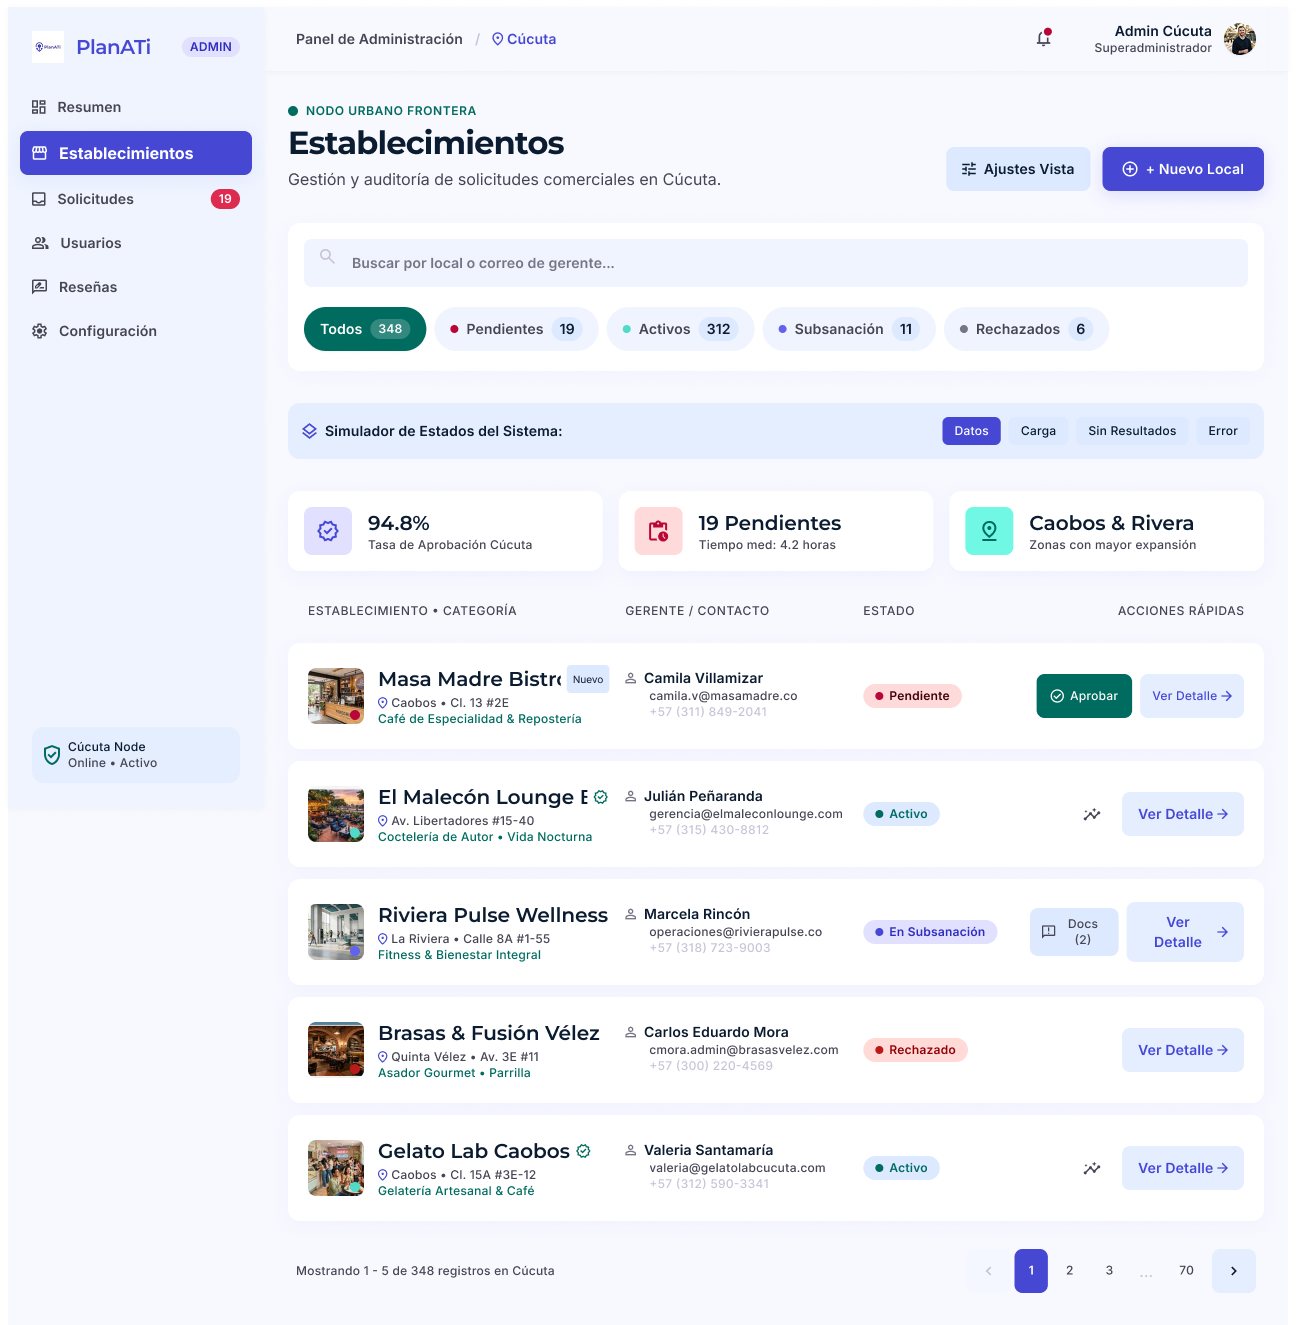 PlanATi
PlanATi
ADMIN
Resumen
Establecimientos
Solicitudes
19
Usuarios
Reseñas
Configuración
Cúcuta Node
Online • Activo
Panel de Administración
/
Cúcuta
Admin Cúcuta
Superadministrador
NODO URBANO FRONTERA
Establecimientos
Gestión y auditoría de solicitudes comerciales en Cúcuta.
Ajustes Vista
+ Nuevo Local
Buscar por local o correo de gerente...
Todos 348
Pendientes 19
Activos 312
Subsanación 11
Rechazados 6
Simulador de Estados del Sistema:
Datos
Carga
Sin Resultados
Error
94.8%
Tasa de Aprobación Cúcuta
19 Pendientes
Tiempo med: 4.2 horas
Caobos & Rivera
Zonas con mayor expansión
ESTABLECIMIENTO • CATEGORÍA
GERENTE / CONTACTO
ESTADO
ACCIONES RÁPIDAS
Masa Madre Bistro
Nuevo
Caobos • Cl. 13 #2E
Café de Especialidad & Repostería
Camila Villamizar
camila.v@masamadre.co
+57 (311) 849-2041
Pendiente
Aprobar
Ver Detalle
El Malecón Lounge
Av. Libertadores #15-40
Coctelería de Autor • Vida Nocturna
Julián Peñaranda
gerencia@elmaleconlounge.com
+57 (315) 430-8812
Activo
Ver Detalle
Riviera Pulse Wellness
La Riviera • Calle 8A #1-55
Fitness & Bienestar Integral
Marcela Rincón
operaciones@rivierapulse.co
+57 (318) 723-9003
En Subsanación
Docs
(2)
Ver
Detalle
Brasas & Fusión Vélez
Quinta Vélez • Av. 3E #11
Asador Gourmet • Parrilla
Carlos Eduardo Mora
cmora.admin@brasasvelez.com
+57 (300) 220-4569
Rechazado
Ver Detalle
Gelato Lab Caobos
Caobos • Cl. 15A #3E-12
Gelatería Artesanal & Café
Valeria Santamaría
valeria@gelatolabcucuta.com
+57 (312) 590-3341
Activo
Ver Detalle
Mostrando 1 - 5 de 348 registros en Cúcuta
1
2
3
...
70